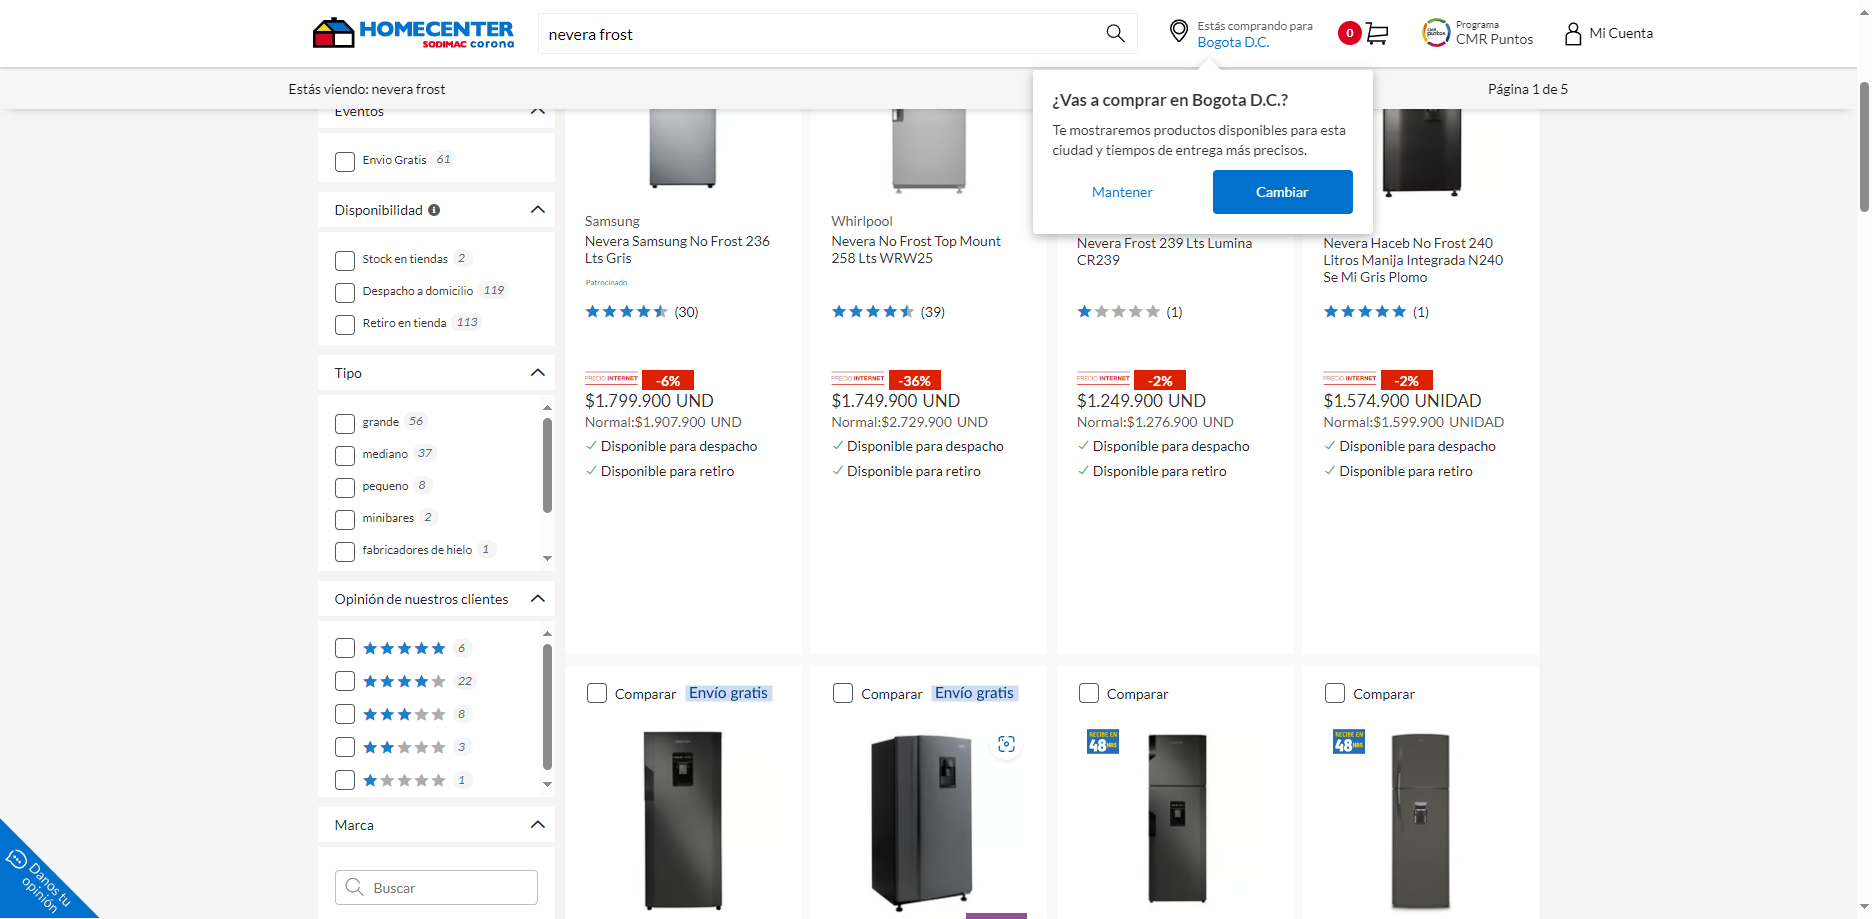 HOMECENTER
SODIMAC corona
nevera frost
Estás comprando para
Bogota D.C.
0
Programa
CMR Puntos
Mi Cuenta
Estás viendo: nevera frost
Página 1 de 5
¿Vas a comprar en Bogota D.C.?
Te mostraremos productos disponibles para esta
ciudad y tiempos de entrega más precisos.
Mantener
Cambiar
Eventos
Envio Gratis 61
Disponibilidad
Stock en tiendas 2
Despacho a domicilio 119
Retiro en tienda 113
Tipo
grande 56
mediano 37
pequeno 8
minibares 2
fabricadores de hielo 1
Opinión de nuestros clientes
6
22
8
3
1
Marca
Buscar
Danos tu
opinión
Samsung
Nevera Samsung No Frost 236
Lts Gris
Patrocinado
(30)
PRECIO INTERNET -6%
$1.799.900 UND
Normal:$1.907.900 UND
Disponible para despacho
Disponible para retiro
Whirlpool
Nevera No Frost Top Mount
258 Lts WRW25
(39)
PRECIO INTERNET -36%
$1.749.900 UND
Normal:$2.729.900 UND
Disponible para despacho
Disponible para retiro
Nevera Frost 239 Lts Lumina
CR239
(1)
PRECIO INTERNET -2%
$1.249.900 UND
Normal:$1.276.900 UND
Disponible para despacho
Disponible para retiro
Nevera Haceb No Frost 240
Litros Manija Integrada N240
Se Mi Gris Plomo
(1)
PRECIO INTERNET -2%
$1.574.900 UNIDAD
Normal:$1.599.900 UNIDAD
Disponible para despacho
Disponible para retiro
Comparar Envío gratis
Comparar Envío gratis
Comparar
RECIBE EN
48HRS
Comparar
RECIBE EN
48HRS